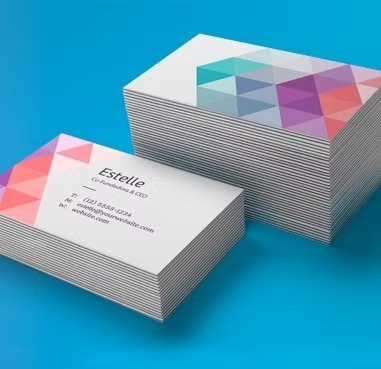 Estelle
Co-Fundadora & CEO
T: (12) 5555-1234
M: estelle@yourwebsite.com
W: website.com